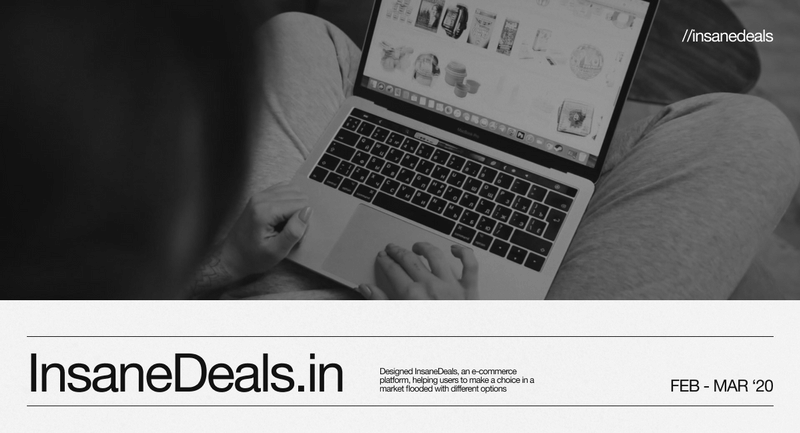 //insanedeals
InsaneDeals.in
Designed InsaneDeals, an e-commerce
platform, helping users to make a choice in a
market flooded with different options
FEB - MAR ‘20